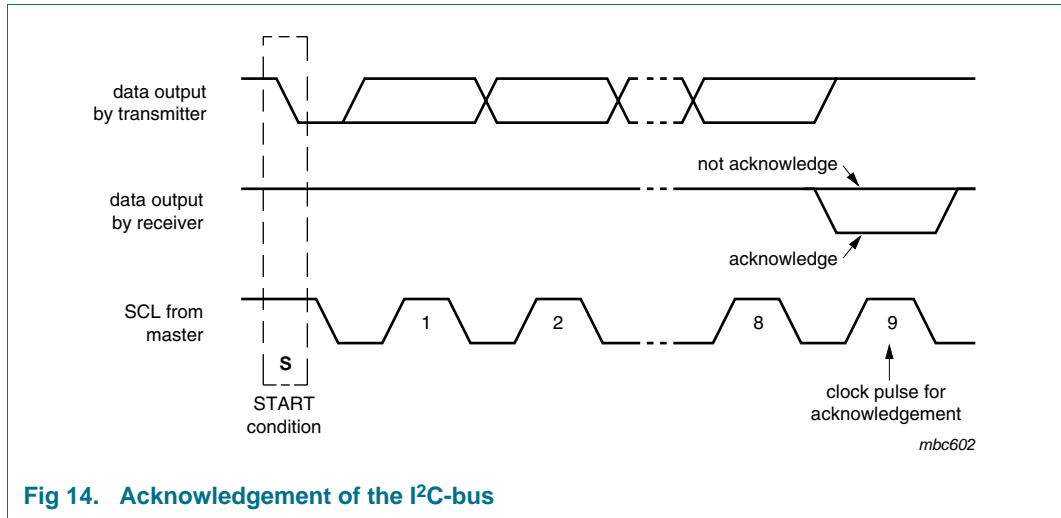 data output
by transmitter
not acknowledge
data output
by receiver
acknowledge
SCL from
master
1
2
8
9
S
START
condition
clock pulse for
acknowledgement
mbc602
Fig 14. Acknowledgement of the I²C-bus